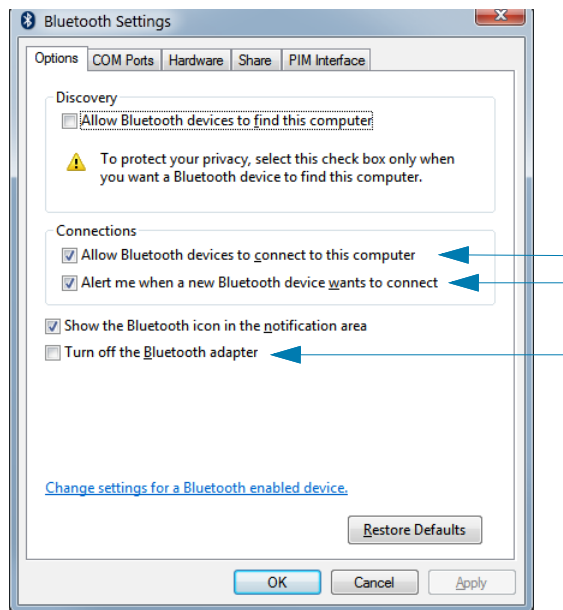 Bluetooth Settings
Options COM Ports Hardware Share PIM Interface
Discovery
Allow Bluetooth devices to find this computer
To protect your privacy, select this check box only when
you want a Bluetooth device to find this computer.
Connections
Allow Bluetooth devices to connect to this computer
Alert me when a new Bluetooth device wants to connect
Show the Bluetooth icon in the notification area
Turn off the Bluetooth adapter
Change settings for a Bluetooth enabled device.
Restore Defaults
OK Cancel Apply